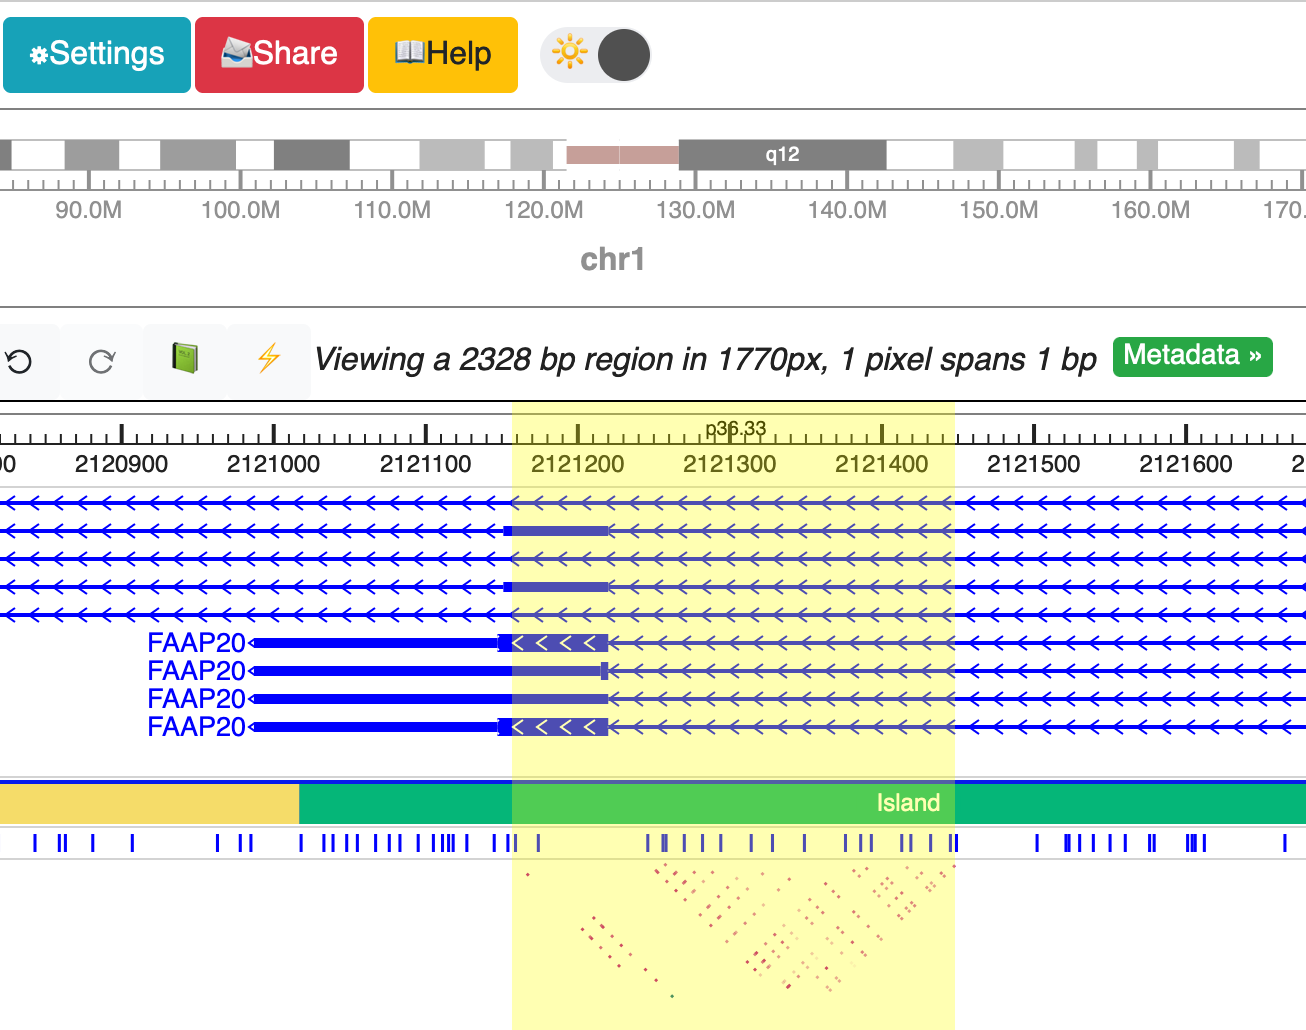 Settings Share Help
q12
90.0M 100.0M 110.0M 120.0M 130.0M 140.0M 150.0M 160.0M 170.
chr1
Viewing a 2328 bp region in 1770px, 1 pixel spans 1 bp Metadata »
p36.33
00 2120900 2121000 2121100 2121200 2121300 2121400 2121500 2121600 2
FAAP20
FAAP20
FAAP20
FAAP20
Island